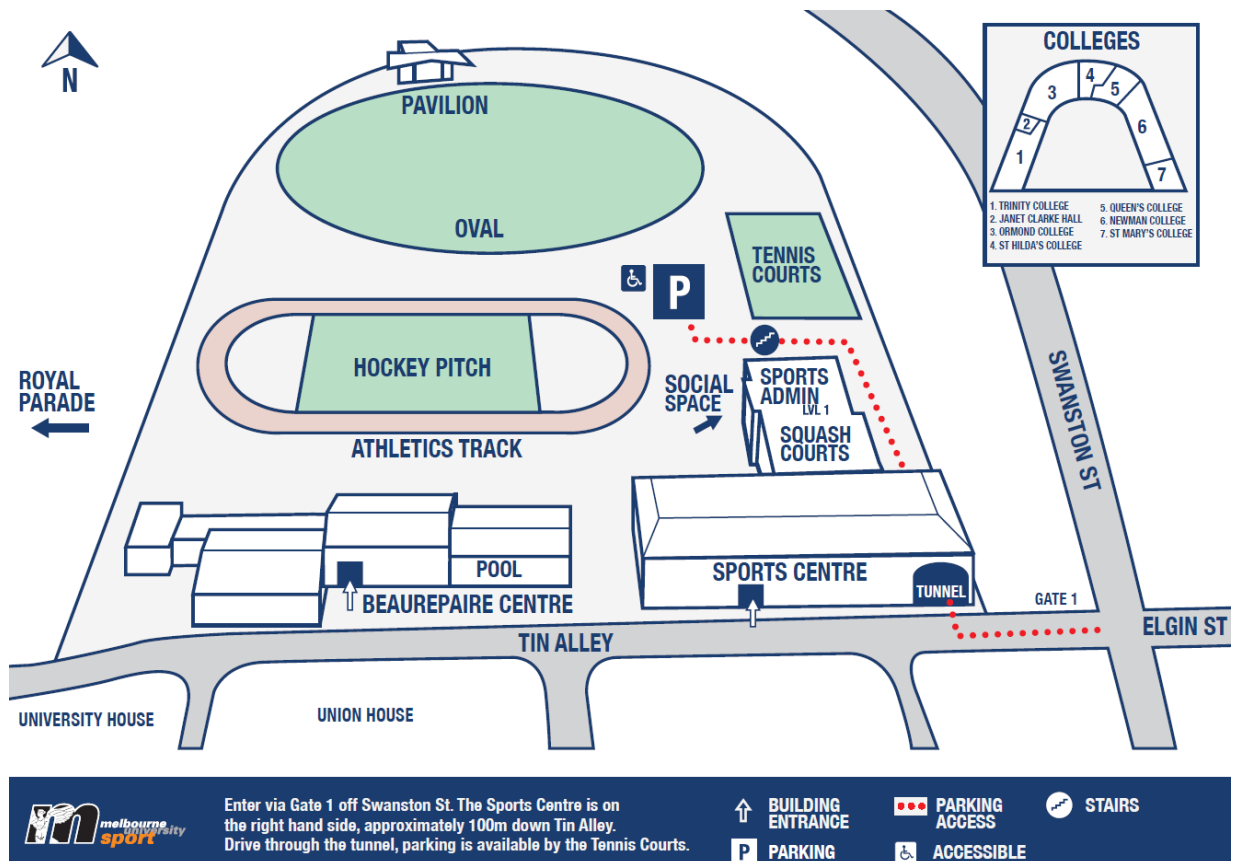 N
PAVILION
OVAL
TENNIS
COURTS
P
HOCKEY PITCH
ATHLETICS TRACK
ROYAL
PARADE
SOCIAL
SPACE
SPORTS
ADMIN
LVL 1
SQUASH
COURTS
SWANSTON ST
COLLEGES
1
2
3
4
5
6
7
1. TRINITY COLLEGE
2. JANET CLARKE HALL
3. ORMOND COLLEGE
4. ST HILDA'S COLLEGE
5. QUEEN'S COLLEGE
6. NEWMAN COLLEGE
7. ST MARY'S COLLEGE
POOL
BEAUREPAIRE CENTRE
SPORTS CENTRE
TUNNEL
GATE 1
ELGIN ST
TIN ALLEY
UNIVERSITY HOUSE
UNION HOUSE
m
melbourne
university
sport
Enter via Gate 1 off Swanston St. The Sports Centre is on
the right hand side, approximately 100m down Tin Alley.
Drive through the tunnel, parking is available by the Tennis Courts.
BUILDING
ENTRANCE
P PARKING
PARKING
ACCESS
ACCESSIBLE
STAIRS